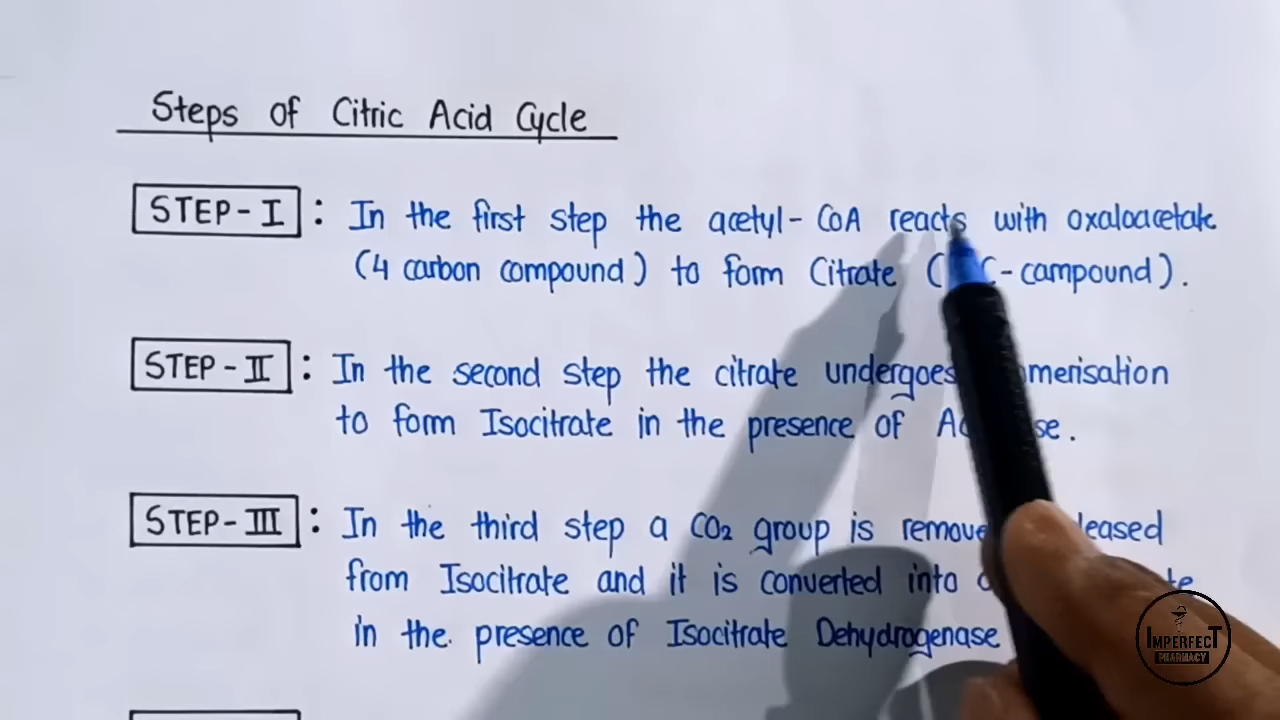 Steps of Citric Acid Cycle
STEP-I : In the first step the acetyl-CoA reacts with oxaloacetate
(4 carbon compound) to form Citrate ( C-campound).
STEP-II : In the second step the citrate undergoes
to form Isocitrate in the presence of
STEP-III : In the third step a CO₂ group is
from Isocitrate and it is converted into
in the presence of Isocitrate Dehydrogenase
IMPERFECT
PHARMACY